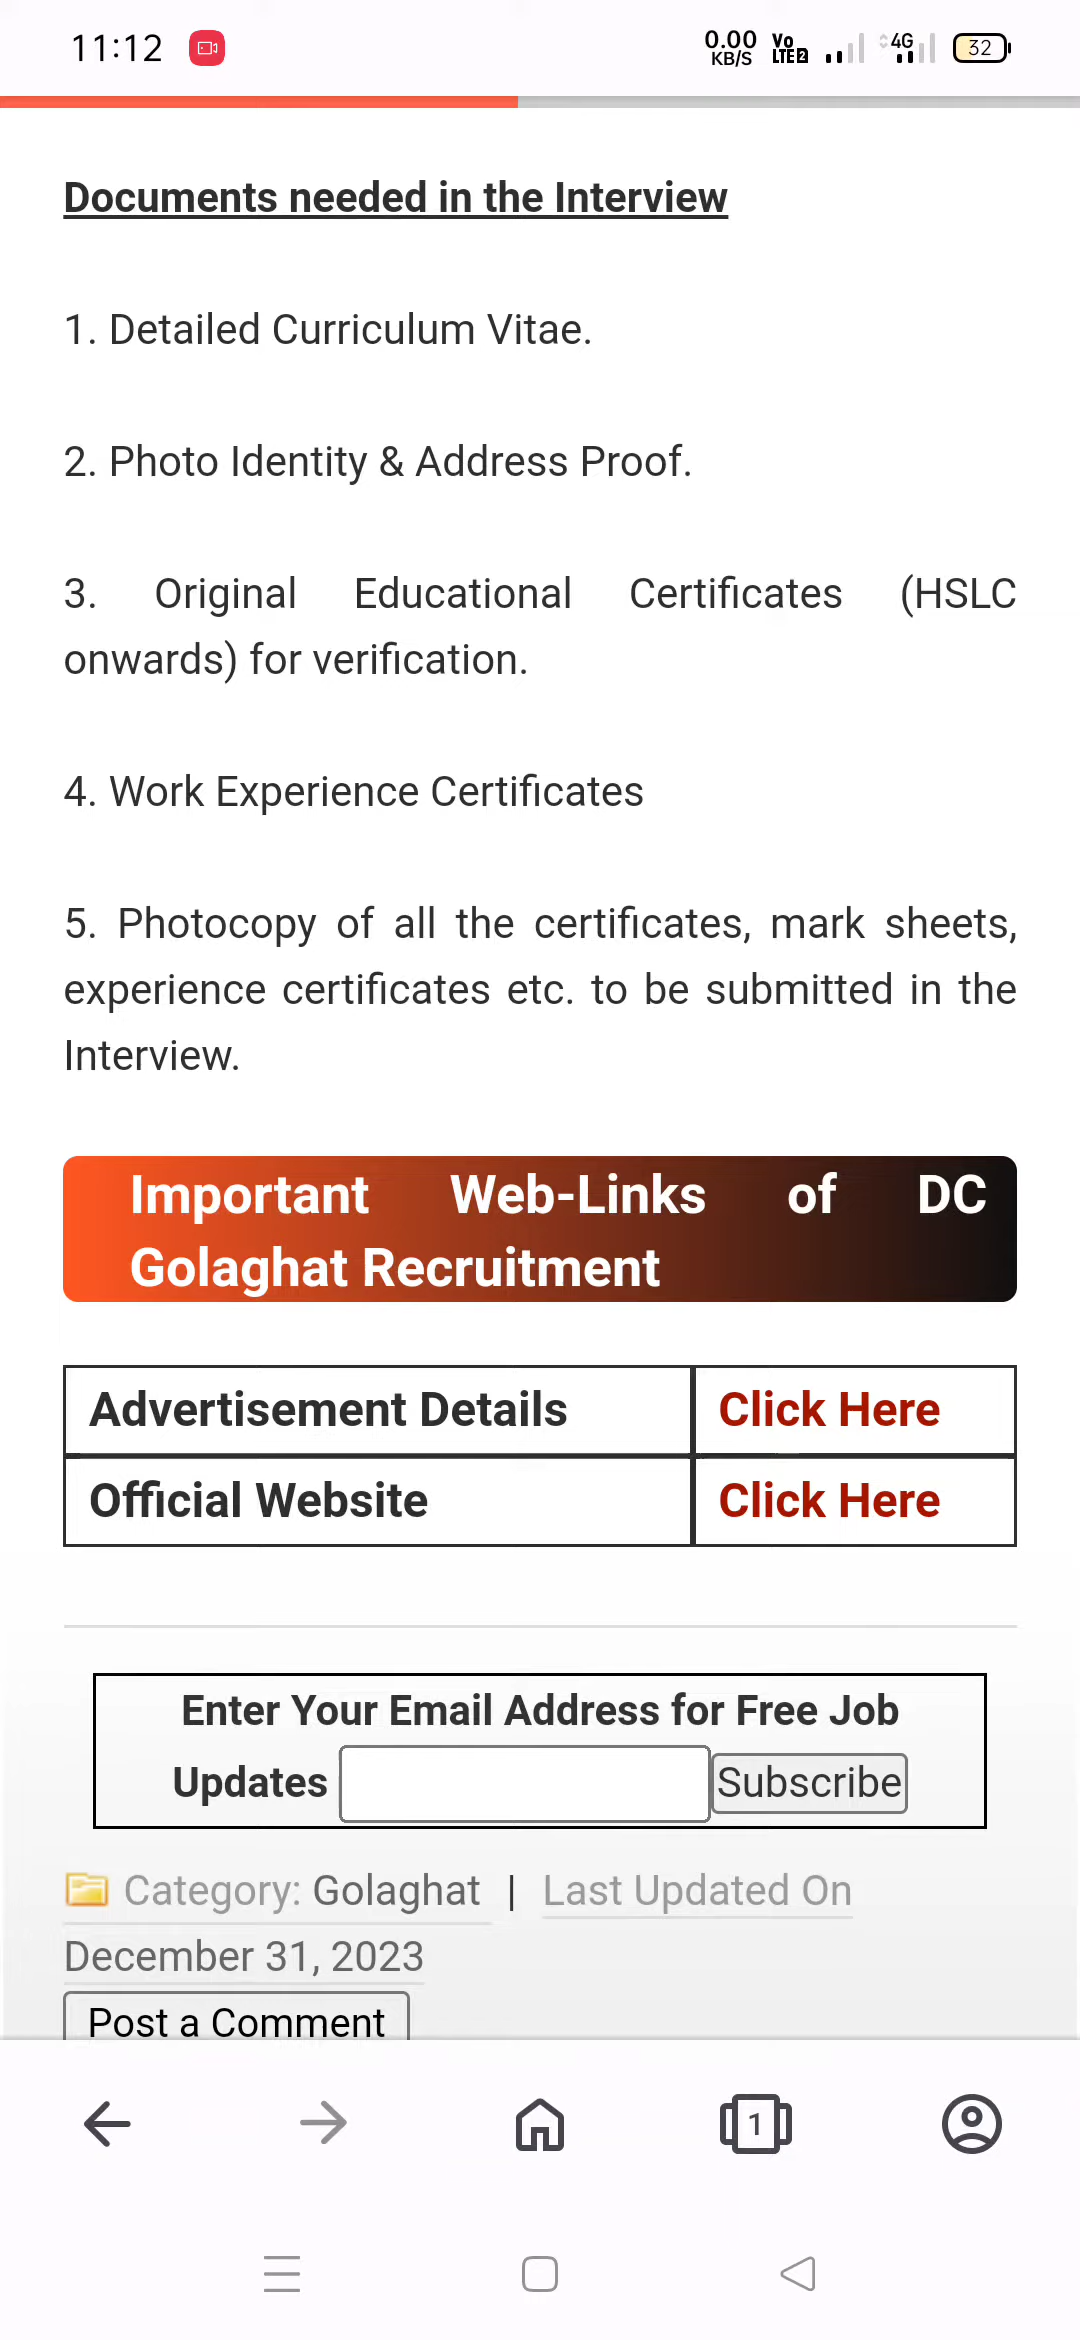 11:12
0.00 KB/S Vo LTE 2 4G 32
Documents needed in the Interview
1. Detailed Curriculum Vitae.
2. Photo Identity & Address Proof.
3. Original Educational Certificates (HSLC
onwards) for verification.
4. Work Experience Certificates
5. Photocopy of all the certificates, mark sheets,
experience certificates etc. to be submitted in the
Interview.
Important Web-Links of DC
Golaghat Recruitment
Advertisement Details Click Here
Official Website Click Here
Enter Your Email Address for Free Job
Updates Subscribe
Category: Golaghat | Last Updated On
December 31, 2023
Post a Comment
1